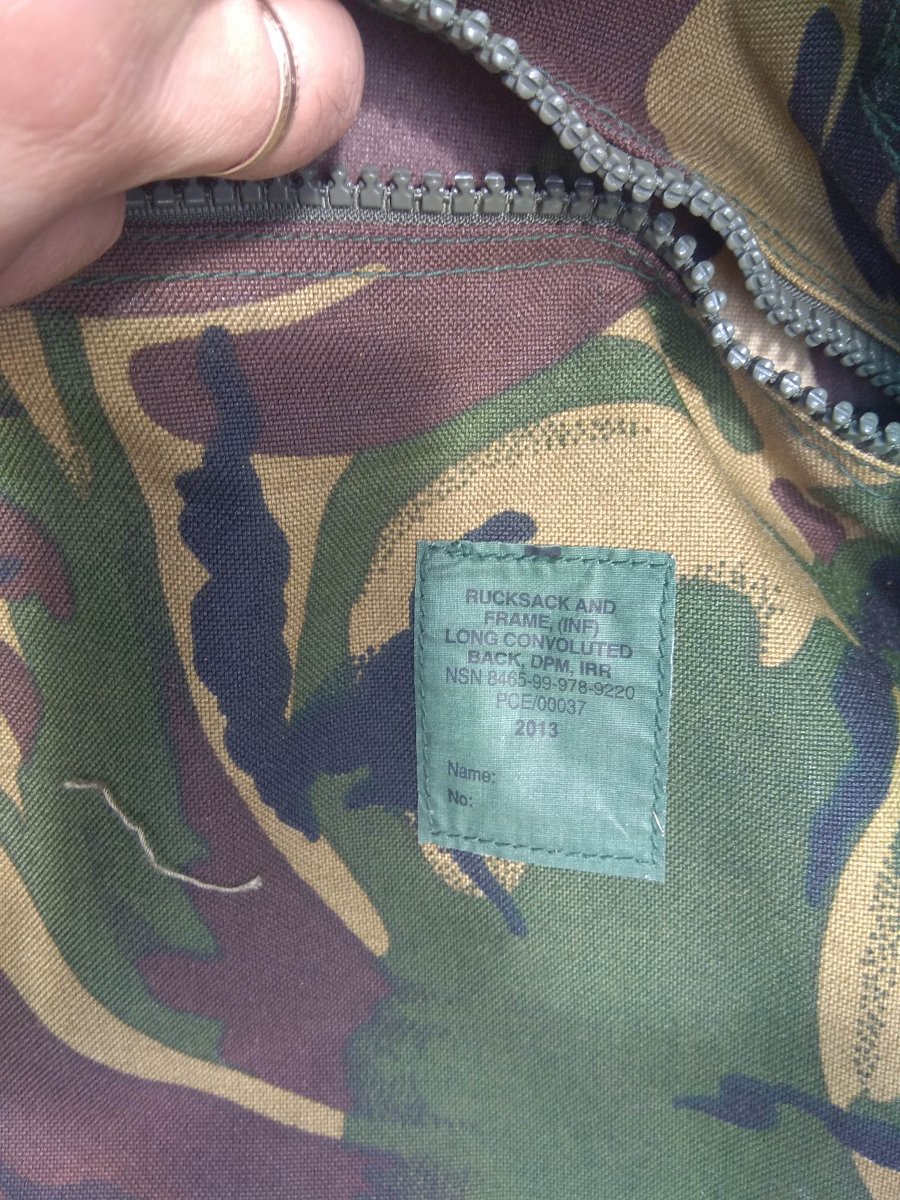 RUCKSACK AND
FRAME, (INF)
LONG CONVOLUTED
BACK, DPM, IRR
NSN 8465-99-978-9220
PCE/00037
2013
Name:
No: